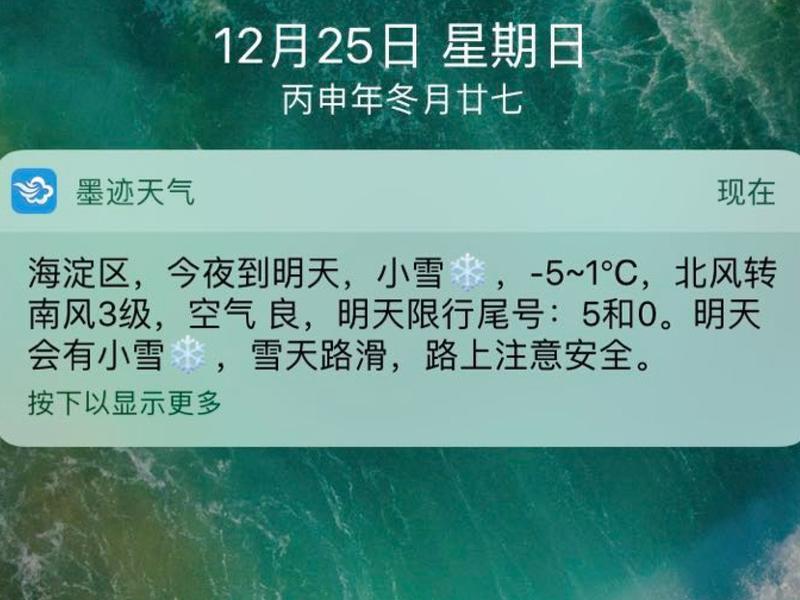 12月25日 星期日
丙申年冬月廿七
墨迹天气
现在
海淀区，今夜到明天，小雪❄️，-5~1°C，北风转
南风3级，空气 良，明天限行尾号：5和0。明天
会有小雪❄️，雪天路滑，路上注意安全。
按下以显示更多